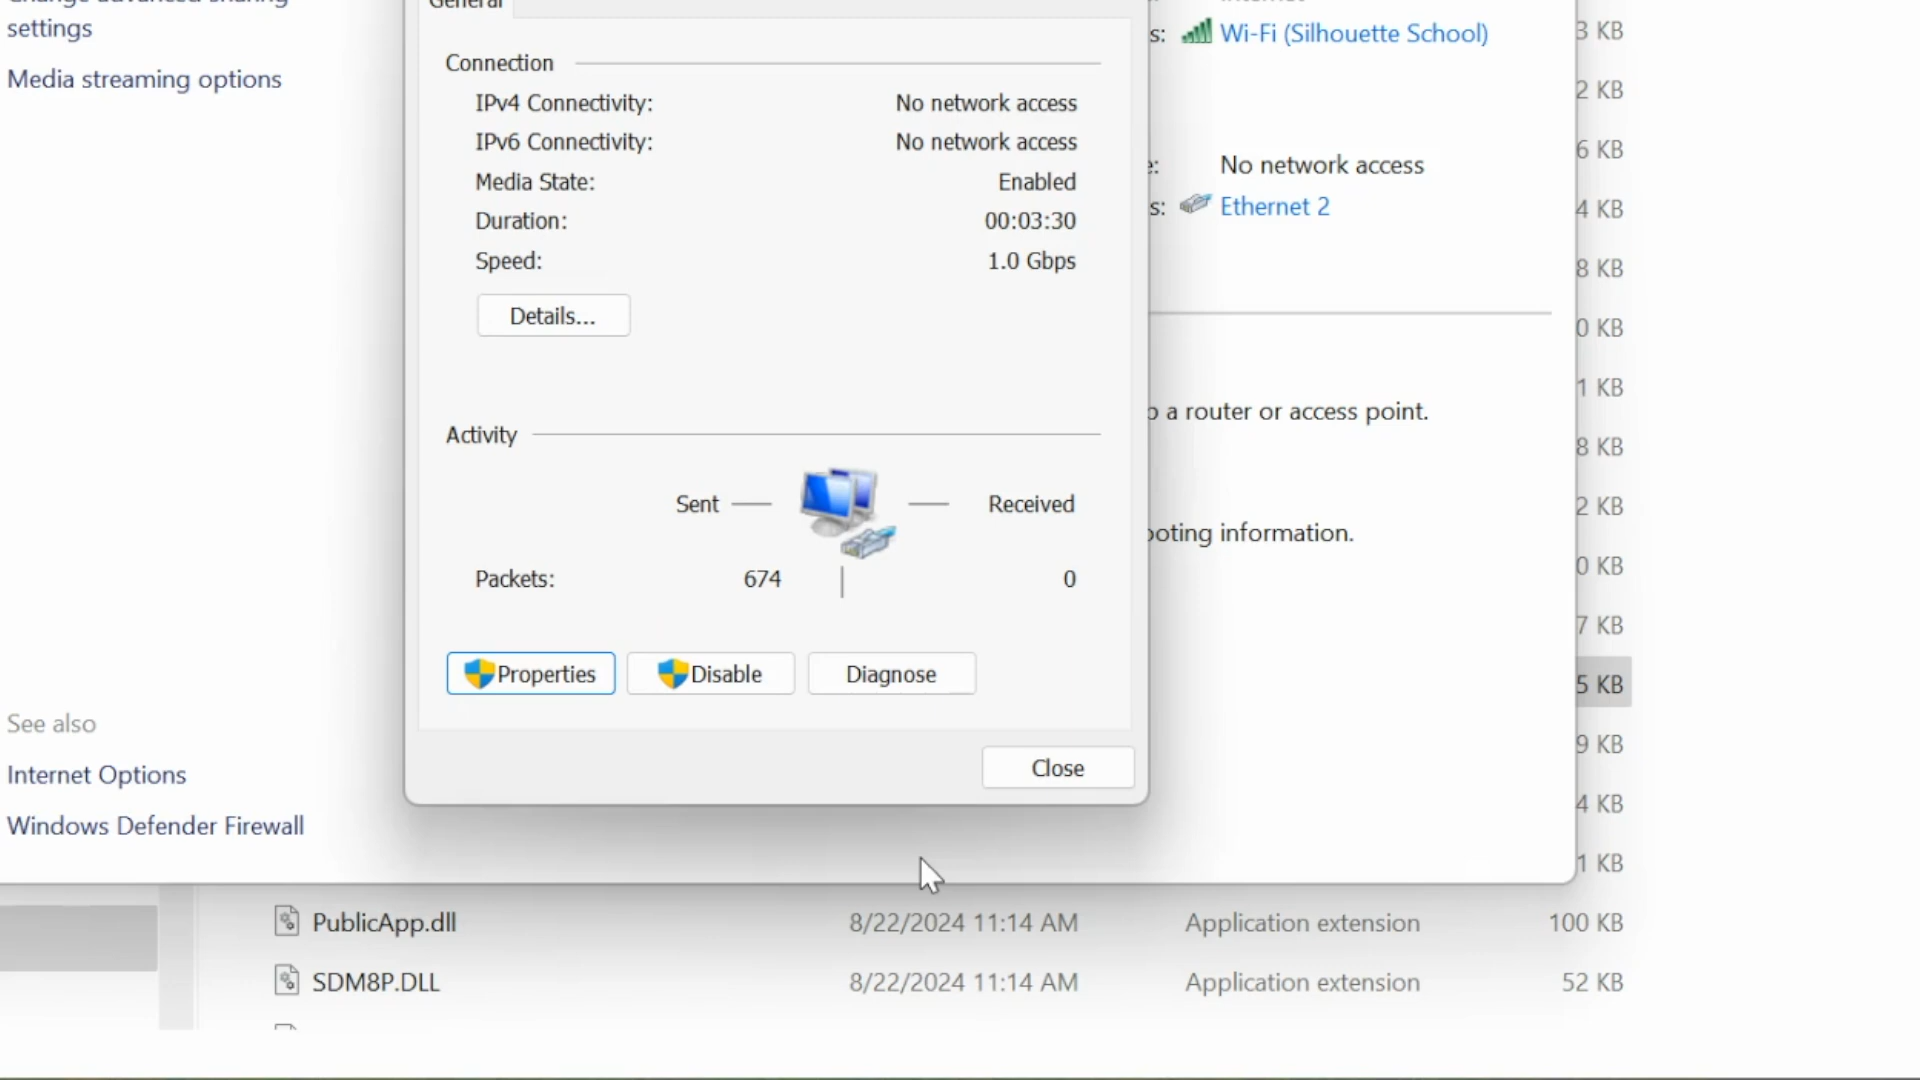 Change advanced sharing
settings
Media streaming options
See also
Internet Options
Windows Defender Firewall
General
Connection
IPv4 Connectivity: No network access
IPv6 Connectivity: No network access
Media State: Enabled
Duration: 00:03:30
Speed: 1.0 Gbps
Details...
Activity
Sent Received
Packets: 674 0
Properties Disable Diagnose
Close
s: Wi-Fi (Silhouette School)
e: No network access
s: Ethernet 2
a router or access point.
ooting information.
3 KB
2 KB
6 KB
4 KB
8 KB
0 KB
1 KB
8 KB
2 KB
0 KB
7 KB
5 KB
9 KB
4 KB
1 KB
PublicApp.dll 8/22/2024 11:14 AM Application extension 100 KB
SDM8P.DLL 8/22/2024 11:14 AM Application extension 52 KB